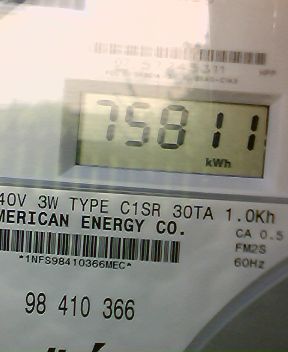 75811
kWh
40V 3W TYPE C1SR 30TA 1.0Kh
MERICAN ENERGY CO.
CA 0.5
FM2S
*1NFS98410366MEC*
60Hz
98 410 366